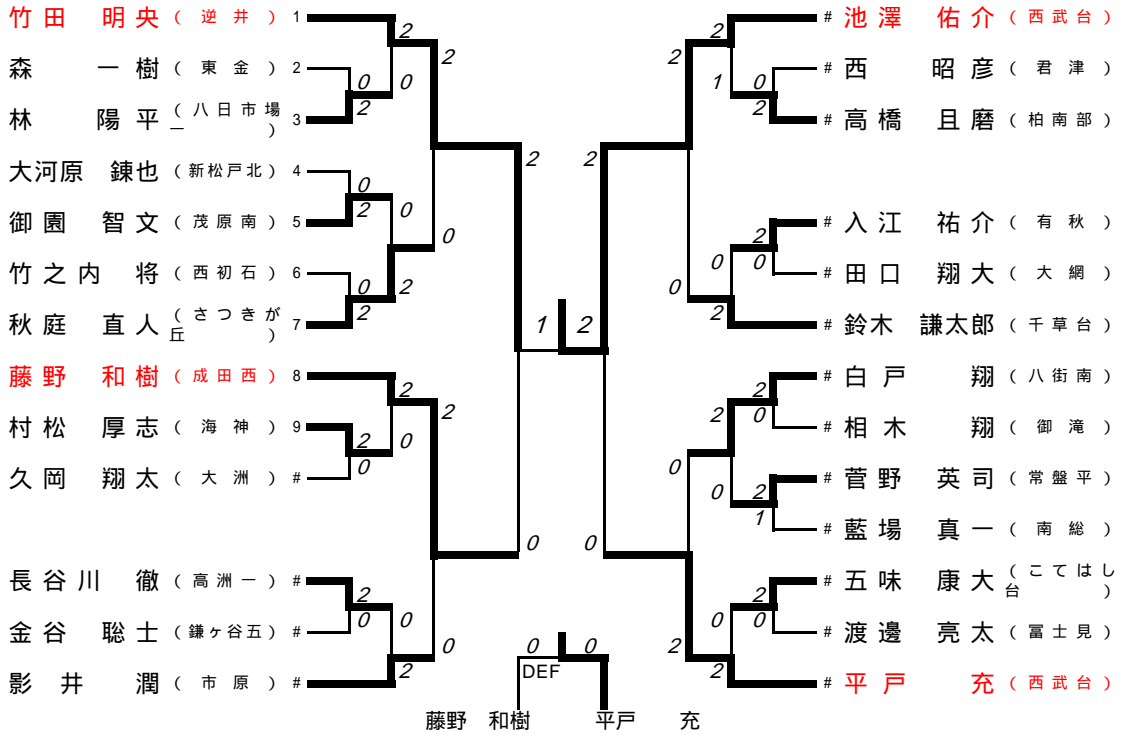 竹田 明央 (逆井) 1
森 一樹 (東金) 2
林 陽平 (八日市場一) 3
大河原 錬也 (新松戸北) 4
御園 智文 (茂原南) 5
竹之内 将 (西初石) 6
秋庭 直人 (さつきが丘) 7
藤野 和樹 (成田西) 8
村松 厚志 (海神) 9
久岡 翔太 (大洲) #
長谷川 徹 (高洲一) #
金谷 聡士 (鎌ヶ谷五) #
影井 潤 (市原) #
2
0 0
2
2
0
2 0
0
0 2
2
2
2 0
0
2
2 0
0 0
2
0
2
0
1 2
2
0
0 0
DEF
藤野 和樹 平戸 充
2
1 0
2
2
2
0 0
2
0
2
2 0
0 2
1
0
2
0 0
2
2
# 池澤 佑介 (西武台)
# 西 昭彦 (君津)
# 高橋 且磨 (柏南部)
# 入江 祐介 (有秋)
# 田口 翔大 (大網)
# 鈴木 謙太郎 (千草台)
# 白戸 翔 (八街南)
# 相木 翔 (御滝)
# 菅野 英司 (常盤平)
# 藍場 真一 (南総)
# 五味 康大 (こてはし台)
# 渡邊 亮太 (冨士見)
# 平戸 充 (西武台)